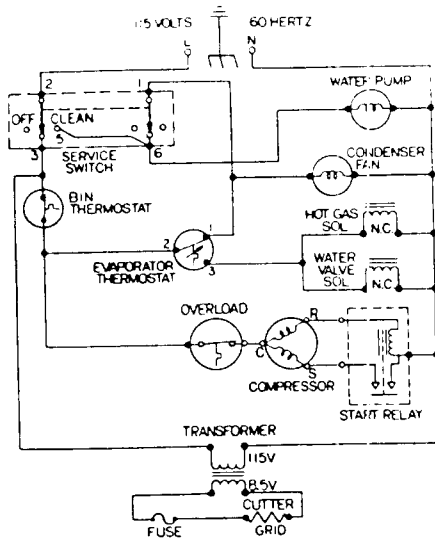 115 VOLTS 60 HERTZ
L N
2 1
WATER PUMP
OFF CLEAN
5
3 6
SERVICE
SWITCH
CONDENSER
FAN
BIN
THERMOSTAT
HOT GAS
SOL
N.C.
1
2
3
EVAPORATOR
THERMOSTAT
WATER
VALVE
SOL
N.C.
OVERLOAD
R
C
S
COMPRESSOR
START RELAY
TRANSFORMER
115V
8.5V
CUTTER
GRID
FUSE